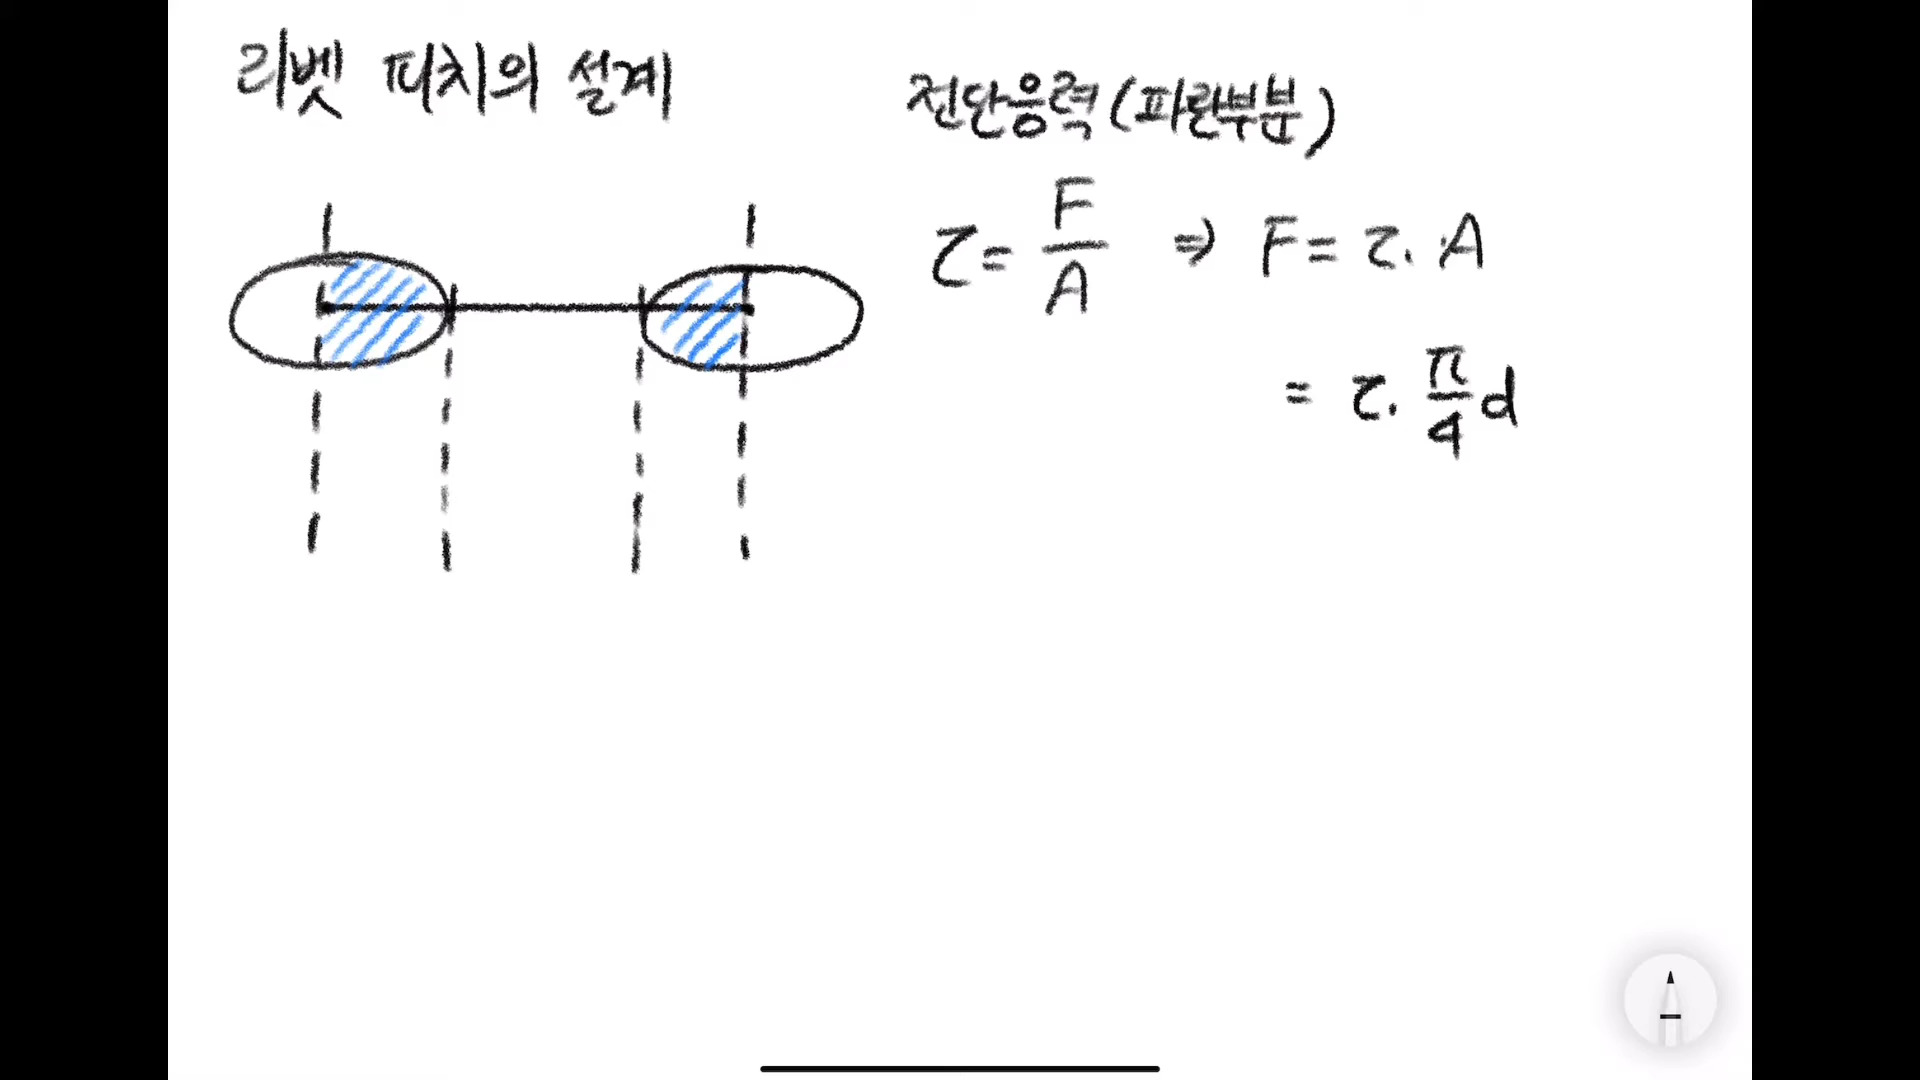 리벳 피치의 설계
전단응력(파란부분)
τ = F/A ⇒ F = τ. A
= τ. π/4 d